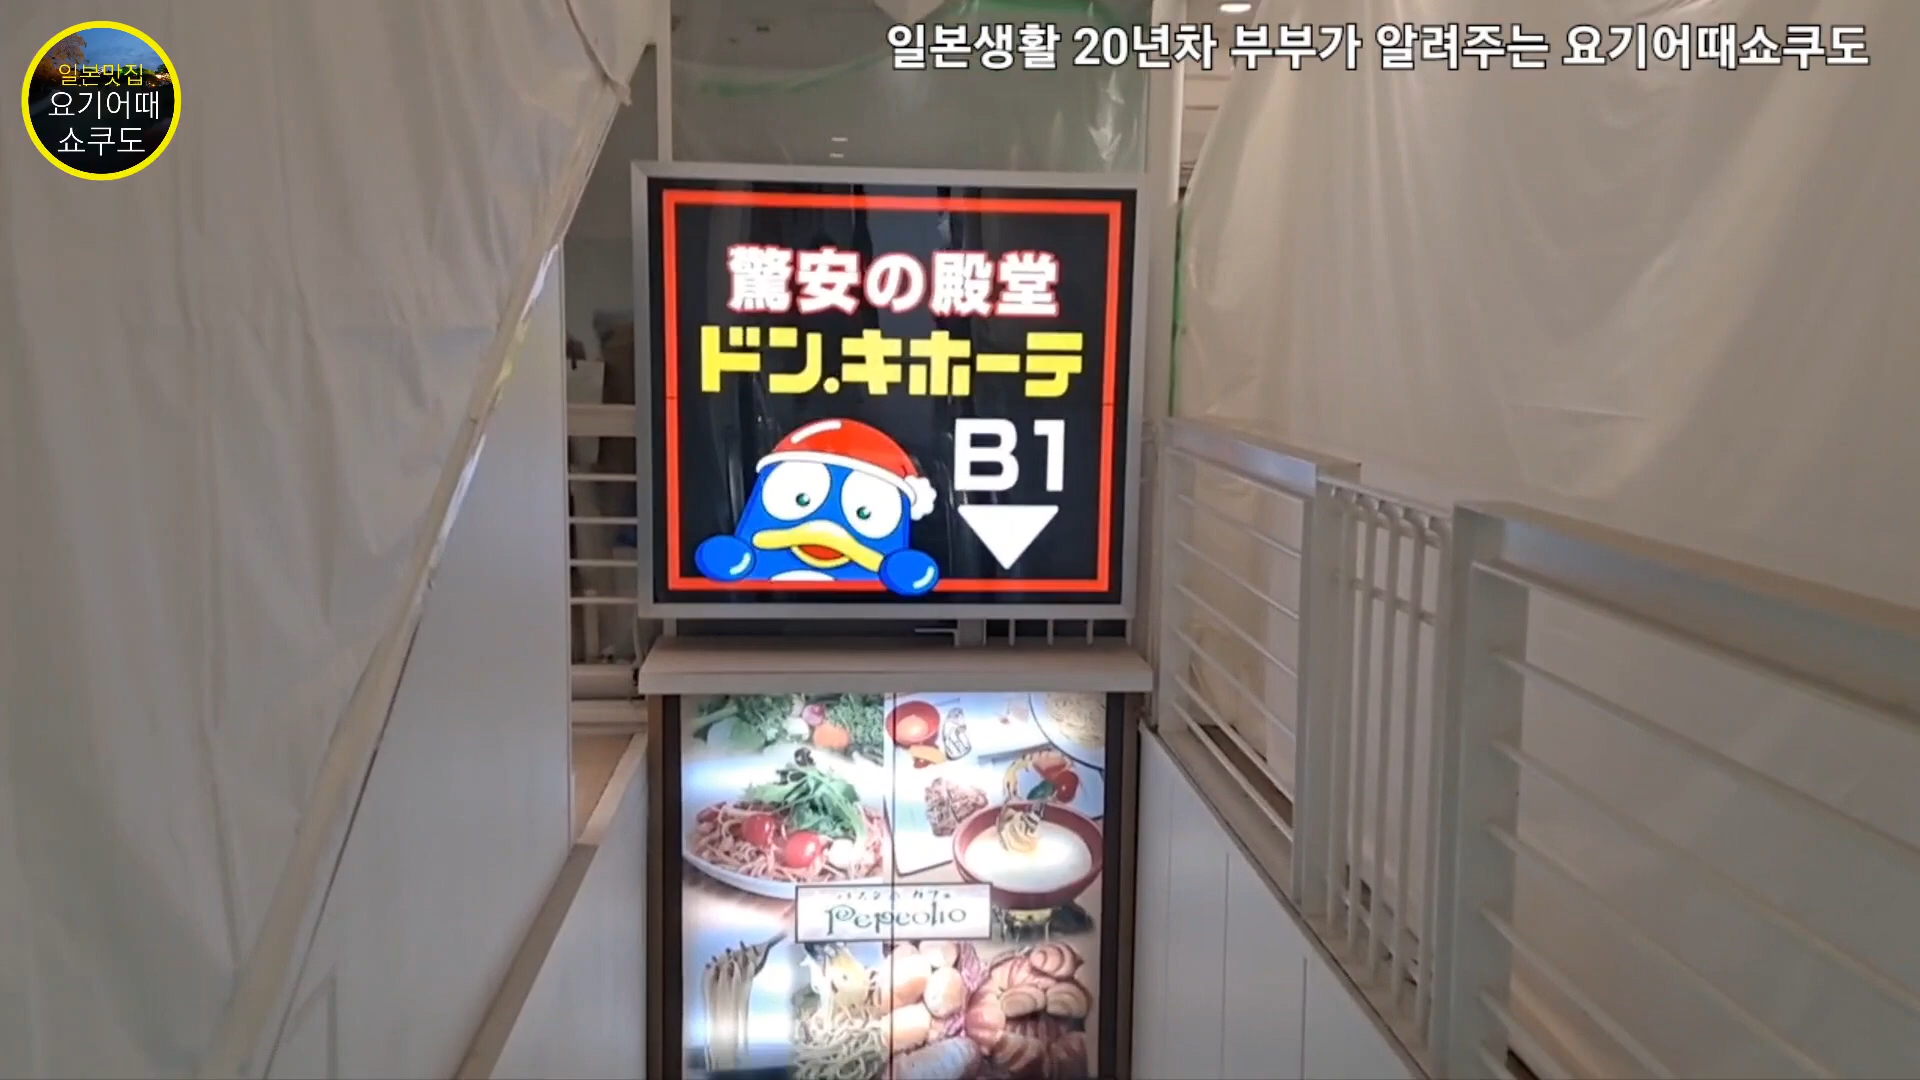 일본생활 20년차 부부가 알려주는 요기어때쇼쿠도
일본맛집
요기어때
쇼쿠도
驚安の殿堂
ドン.キホーテ
B1
Pepeolio